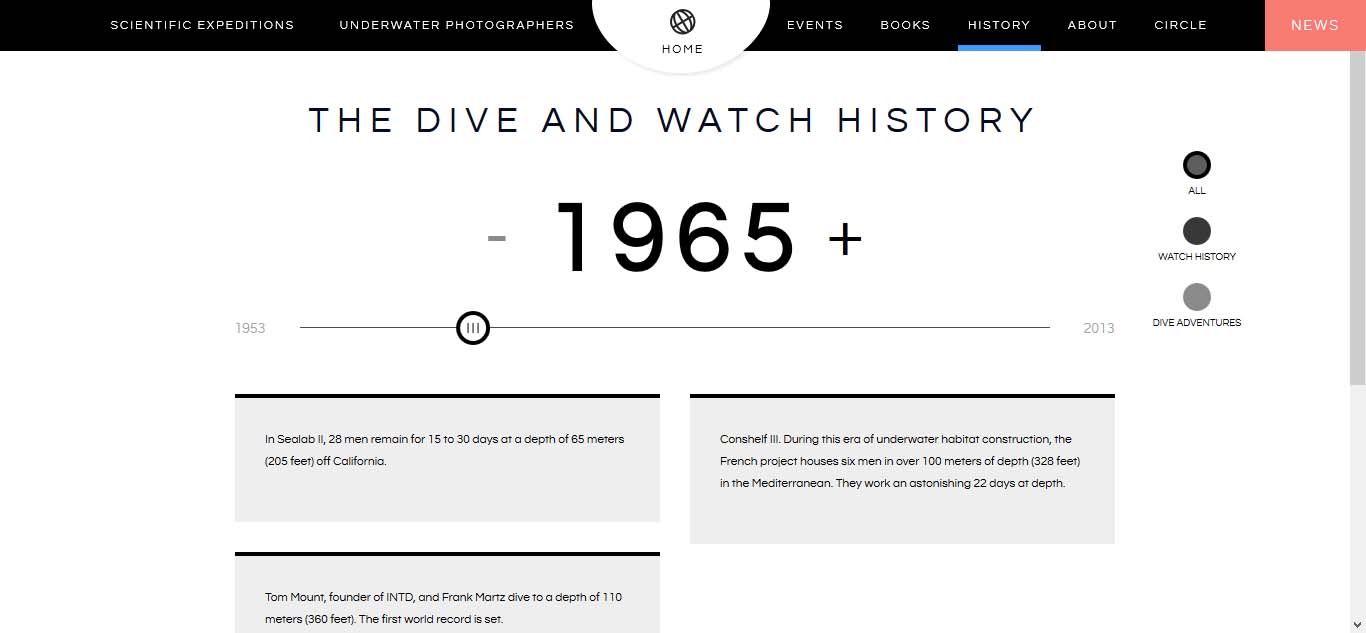 SCIENTIFIC EXPEDITIONS
UNDERWATER PHOTOGRAPHERS
HOME
EVENTS
BOOKS
HISTORY
ABOUT
CIRCLE
NEWS
THE DIVE AND WATCH HISTORY
- 1965 +
1953
2013
ALL
WATCH HISTORY
DIVE ADVENTURES
In Sealab II, 28 men remain for 15 to 30 days at a depth of 65 meters
(205 feet) off California.
Conshelf III. During this era of underwater habitat construction, the
French project houses six men in over 100 meters of depth (328 feet)
in the Mediterranean. They work an astonishing 22 days at depth.
Tom Mount, founder of INTD, and Frank Martz dive to a depth of 110
meters (360 feet). The first world record is set.